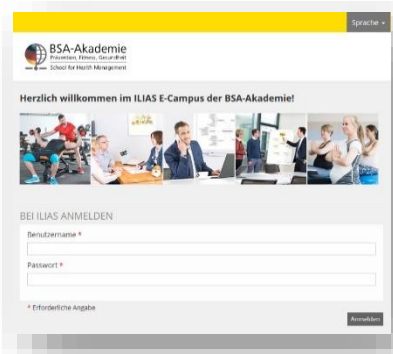 Sprache
BSA-Akademie
Prävention, Fitness, Gesundheit
School for Health Management
Herzlich willkommen im ILIAS E-Campus der BSA-Akademie!
BEI ILIAS ANMELDEN
Benutzername *
Passwort *
* Erforderliche Angabe
Anmelden